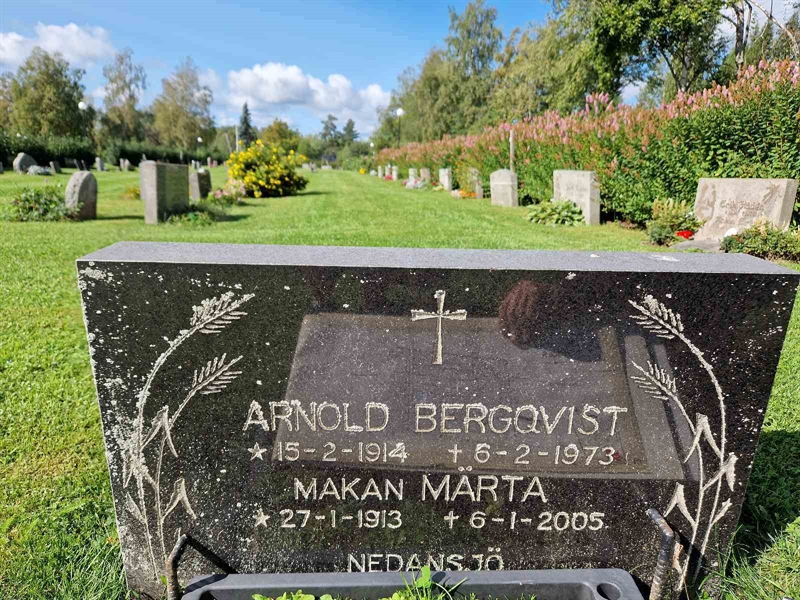 ARNOLD BERGQVIST
* 15-2-1914 + 6-2-1973
MAKAN MÄRTA
* 27-1-1913 + 6-1-2005
NEDANSJÖ